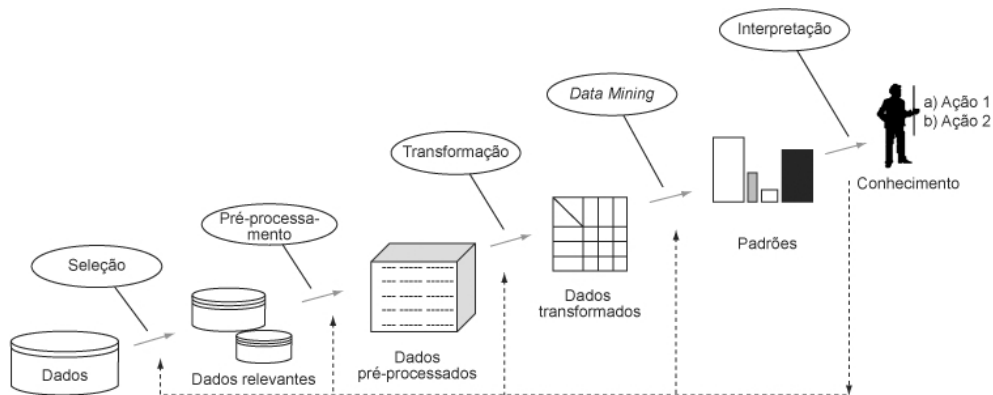 Interpretação
Data Mining
a) Ação 1
b) Ação 2
Transformação
Conhecimento
Pré-processa-
mento
Padrões
Seleção
Dados
transformados
Dados
pré-processados
Dados relevantes
Dados